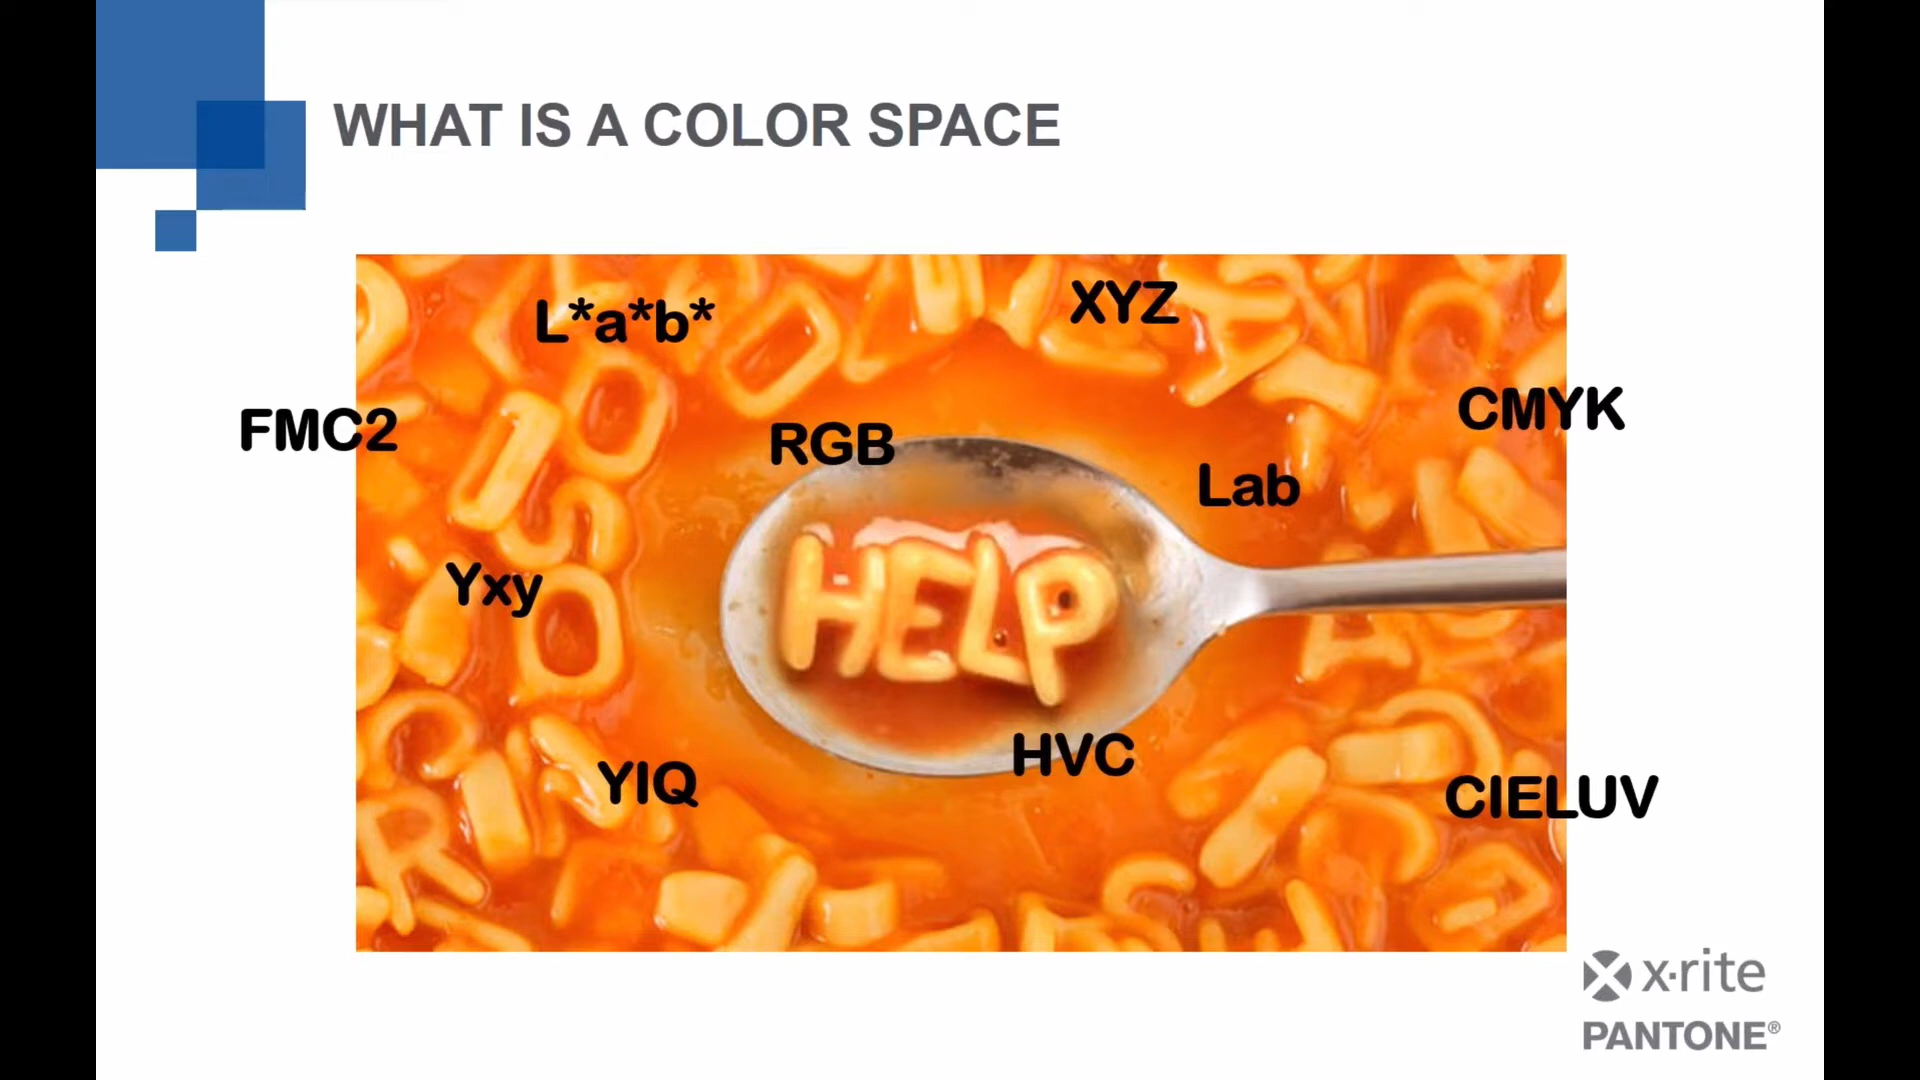 WHAT IS A COLOR SPACE
L*a*b*
XYZ
FMC2
RGB
CMYK
Lab
HELP
Yxy
YIQ
HVC
CIELUV
x·rite
PANTONE®